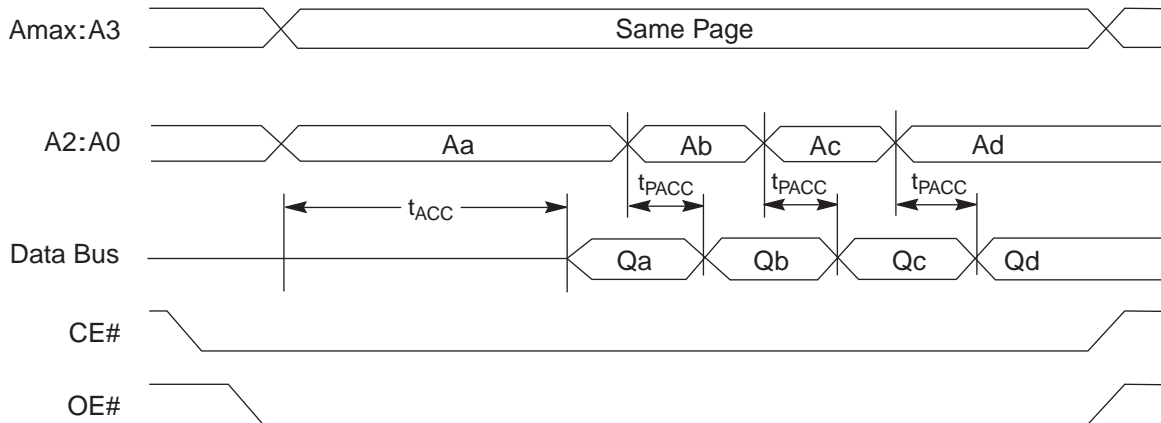 Amax:A3
Same Page
A2:A0
Aa
Ab
Ac
Ad
tACC
tPACC
tPACC
tPACC
Data Bus
Qa
Qb
Qc
Qd
CE#
OE#